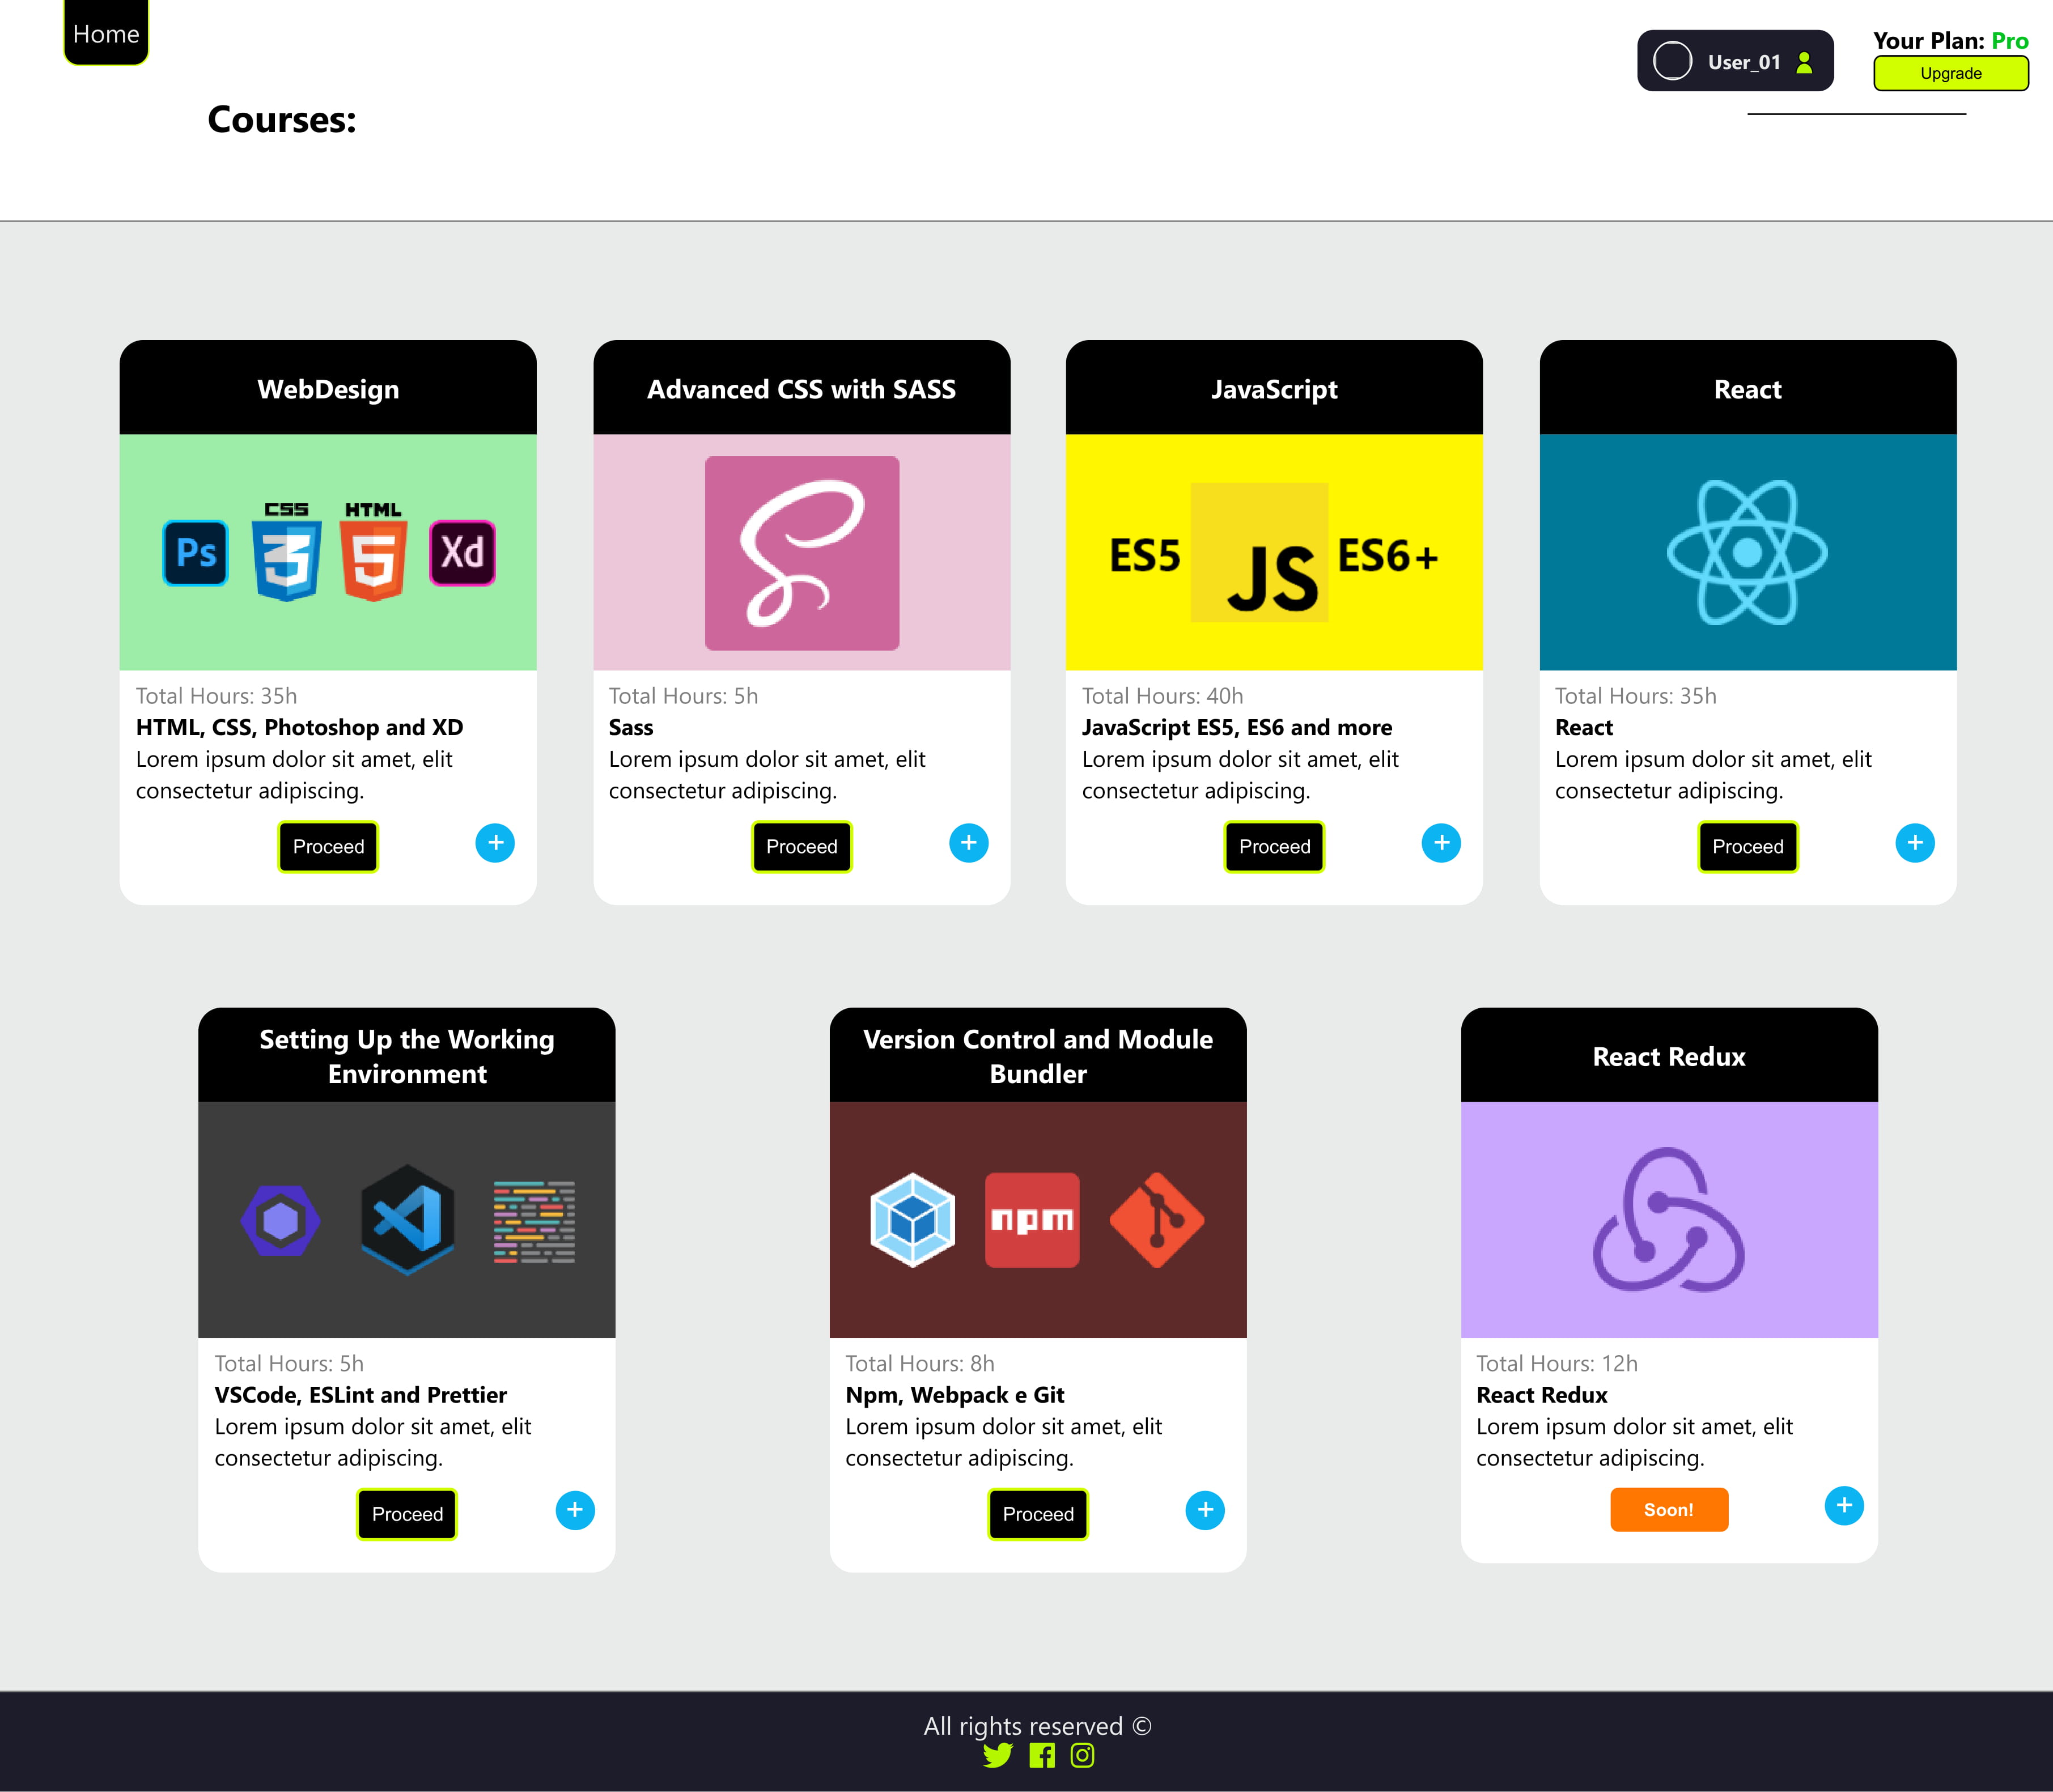 Home
User_01
Your Plan: Pro
Upgrade
Courses:
WebDesign
Ps
CSS
3
HTML
5
Xd
Total Hours: 35h
HTML, CSS, Photoshop and XD
Lorem ipsum dolor sit amet, elit
consectetur adipiscing.
Proceed
+
Advanced CSS with SASS
Total Hours: 5h
Sass
Lorem ipsum dolor sit amet, elit
consectetur adipiscing.
Proceed
+
JavaScript
ES5 JS ES6+
Total Hours: 40h
JavaScript ES5, ES6 and more
Lorem ipsum dolor sit amet, elit
consectetur adipiscing.
Proceed
+
React
Total Hours: 35h
React
Lorem ipsum dolor sit amet, elit
consectetur adipiscing.
Proceed
+
Setting Up the Working
Environment
Total Hours: 5h
VSCode, ESLint and Prettier
Lorem ipsum dolor sit amet, elit
consectetur adipiscing.
Proceed
+
Version Control and Module
Bundler
npm
Total Hours: 8h
Npm, Webpack e Git
Lorem ipsum dolor sit amet, elit
consectetur adipiscing.
Proceed
+
React Redux
Total Hours: 12h
React Redux
Lorem ipsum dolor sit amet, elit
consectetur adipiscing.
Soon!
+
All rights reserved ©